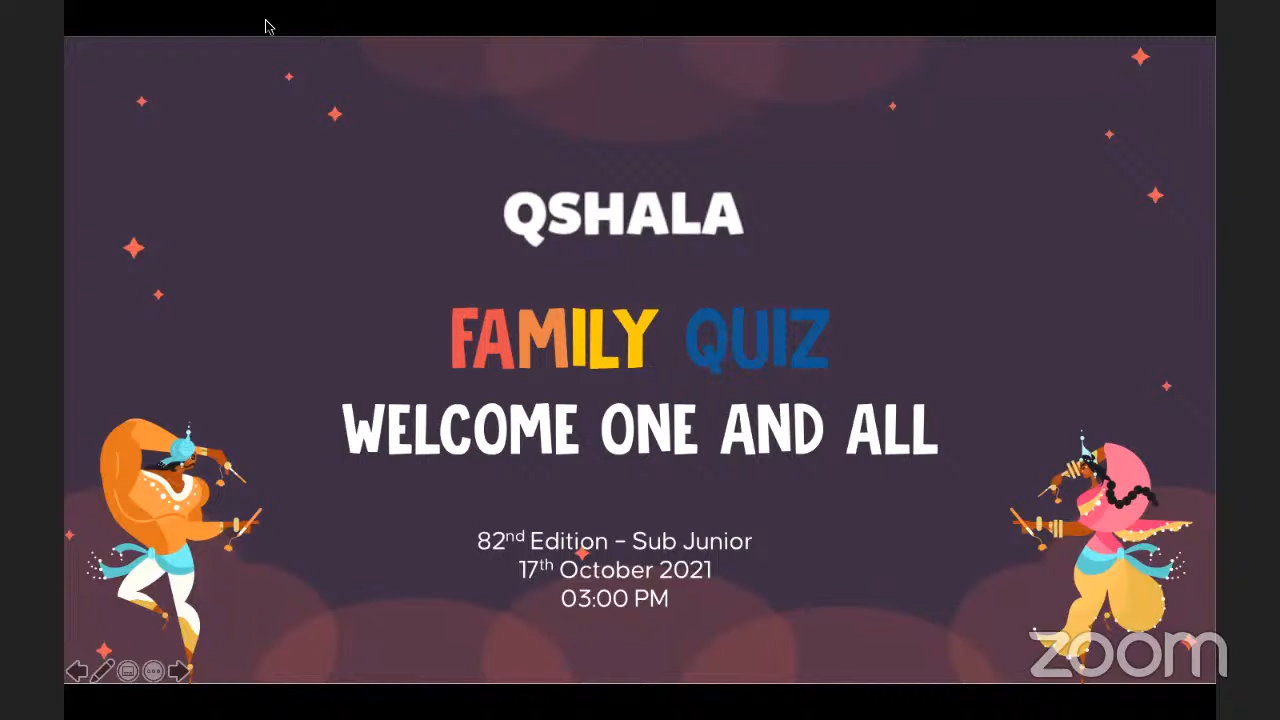 QSHALA
FAMILY QUIZ
WELCOME ONE AND ALL
82nd Edition – Sub Junior
17th October 2021
03:00 PM
zoom